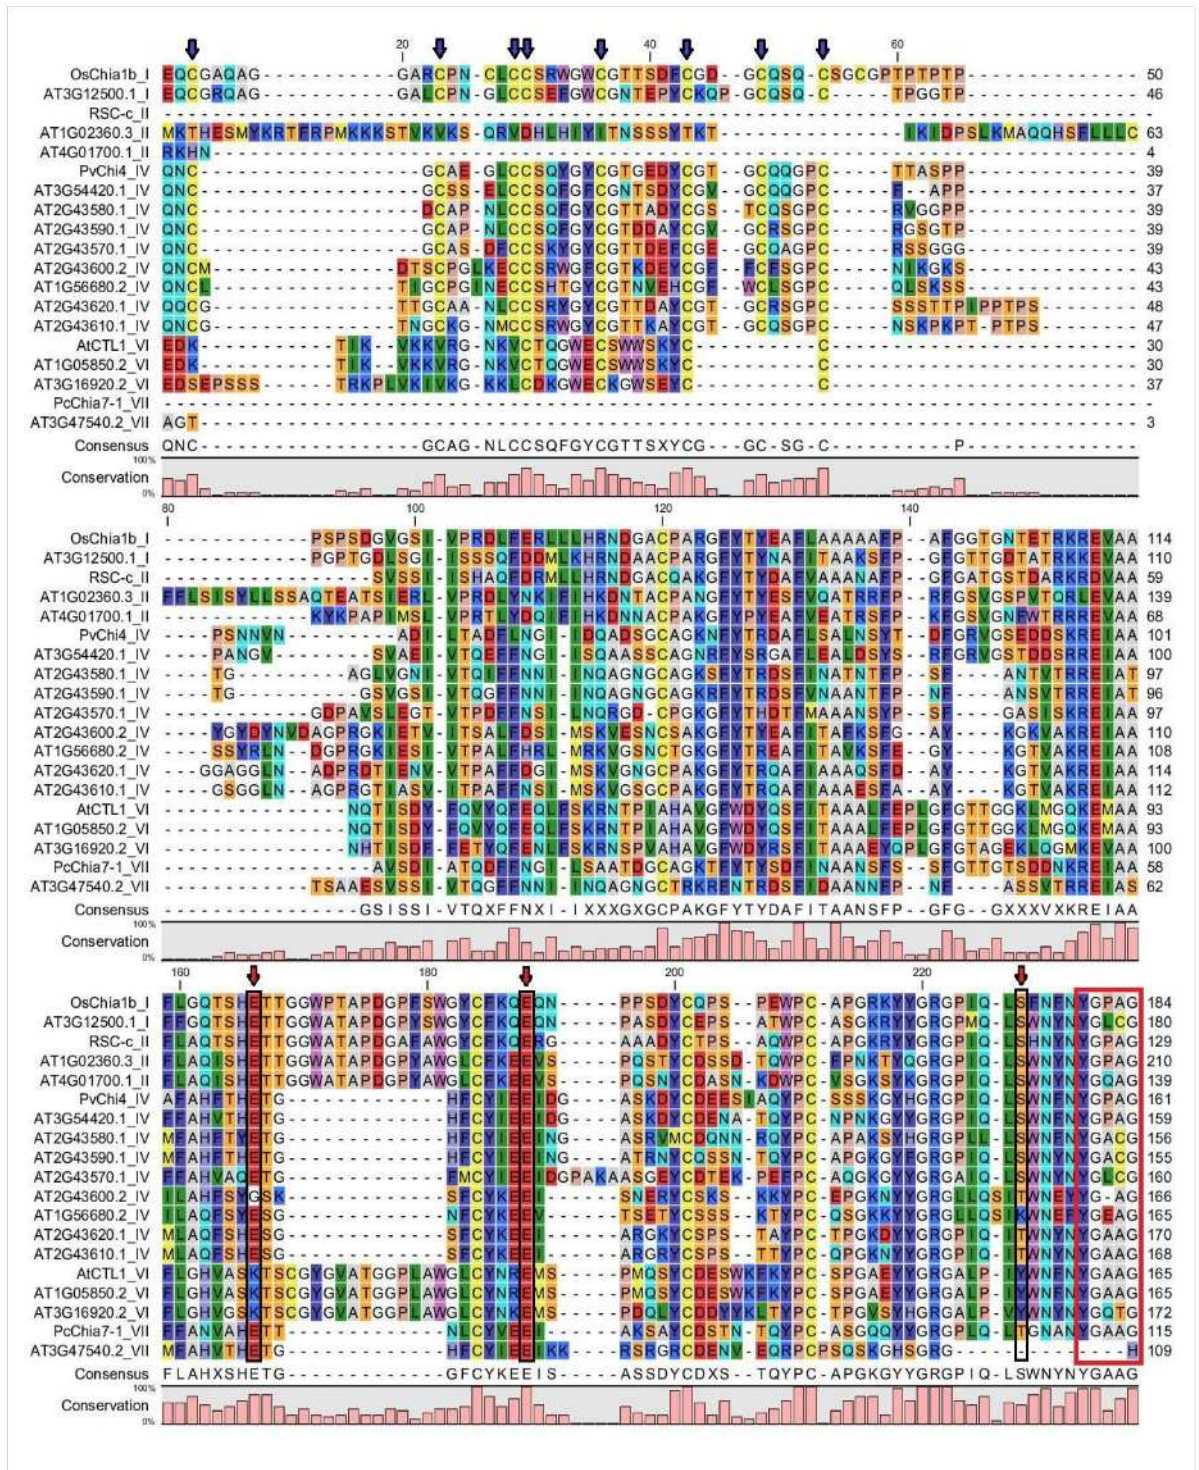 20 40 60
OsChia1b_I EQCGAQAG - - - - - - - - - - - - GARCPN - CLCCSRWGWCGTTSDFCGD - - GCQSQ - CSGCGPTPTPTP - - - - - - - - - - - - - - 50
AT3G12500.1_I EQCGRQAG - - - - - - - - - - - - GALCPN - GLCCSEFGWCGNTEPYCKQP - GCQSQ - C - - - - - TPGGTP - - - - - - - - - - - - - - 46
RSC-c_II -
AT1G02360.3_II MKTHESMYKRTFRPMKKKSTVKVKS - QRVDHLHIYITNSSSYTKT - - - - - - - - - - - - - - - IKIDPSLKMAQQHSFLLLC 63
AT4G01700.1_II RKHN 4
PvChi4_IV QNC - - - - - - - - - - - - - - - - - - GCAE - GLCCSQYGYCGTGEDYCGT - - GCQQGPC - - - - - TTASPP - - - - - - - - - - - - - - 39
AT3G54420.1_IV QNC - - - - - - - - - - - - - - - - - - GCSS - ELCCSQFGFCGNTSDYCGV - - GCQQGPC - - - - - F - - APP - - - - - - - - - - - - - - 37
AT2G43580.1_IV QNC - - - - - - - - - - - - - - - - - - DCAP - NLCCSQFGYCGTTADYCGS - - TCQSGPC - - - - - RVGGPP - - - - - - - - - - - - - - 39
AT2G43590.1_IV QNC - - - - - - - - - - - - - - - - - - GCAP - NLCCSQFGYCGTDDAYCGV - - GCRSGPC - - - - - RGSGTP - - - - - - - - - - - - - - 39
AT2G43570.1_IV QNC - - - - - - - - - - - - - - - - - - GCAS - DFCCSKYGYCGTTDEFCGE - - GCQAGPC - - - - - RSSGGG - - - - - - - - - - - - - - 39
AT2G43600.2_IV QNCM - - - - - - - - - - - - - - - DTSCPGLKECCSRWGFCGTKDEYCGF - - FCFSGPC - - - - - NIKGKS - - - - - - - - - - - - - - 43
AT1G56680.2_IV QNCL - - - - - - - - - - - - - - - TIGCPGINECCSHTGYCGTNVEHCGF - - WCLSGPC - - - - - QLSKSS - - - - - - - - - - - - - - 43
AT2G43620.1_IV QQCG - - - - - - - - - - - - - - - TTGCAA - NLCCSRYGYCGTTDAYCGT - - GCRSGPC - - - - - SSSTTPIPPTPS - - - - - - - - 48
AT2G43610.1_IV QNCG - - - - - - - - - - - - - - - TNGCKG - NMCCSRWGYCGTTKAYCGT - - GCQSGPC - - - - - NSKPKPT - PTPS - - - - - - - - 47
AtCTL1_VI EDK - - - - - - - - - - - TIK - - VKKVRG - NKVCTQGWECSWWSKYC - - - - - - - - - - C 30
AT1G05850.2_VI EDK - - - - - - - - - - - TIK - - VKKVRG - NKVCTQGWECSWWSKYC - - - - - - - - - - C 30
AT3G16920.2_VI EDSEPSSS - - - - - - TRKPLVKIVKG - KKLCDKGWECKGWSEYC - - - - - - - - - - C 37
PcChia7-1_VII -
AT3G47540.2_VII AGT 3
Consensus QNC - - - - - - - - - - - - - - - - - - - GCAG - NLCCSQFGYCGTTSXYCG - - - GC - SG - C - - - - - - - - - - P - - - - - - - - - - - - - -
100%
Conservation
0%
80 100 120 140
OsChia1b_I - - - - - - - - - - - - PSPSDGVGSI - VPRDLFERLLLHRNDGACPARGFYTYEAFLAAAAAFP - - AFGGTGNTETRKREVAA 114
AT3G12500.1_I - - - - - - - - - - - - PGPTGDLSGI - ISSSQFDDMLKHRNDAACPARGFYTYNAFITAAKSFP - - GFGTTGDTATRKKEVAA 110
RSC-c_II - - - - - - - - - - - - - - - - - SVSSI - ISHAQFDRMLLHRNDGACQAKGFYTYDAFVAAANAFP - - GFGATGSTDARKRDVAA 59
AT1G02360.3_II FFLSISYLLSSAQTEATSIERL - VPRDLYNKIFIHKDNTACPANGFYTYESFVQATRRFP - - RFGSVGSPVTQRLEVAA 139
AT4G01700.1_II - - - - - - - - - - - - KYKPAPIMSL - VPRTLYDQIFIHKDNNACPAKGFYPYEAFVEATRSFP - - KFGSVGNFWTRRREVAA 68
PvChi4_IV - - - - PSNNVN - - - - - - - - - ADI - LTADFLNGI - IDQADSGCAGKNFYTRDAFLSALNSYT - - DFGRVGSEDDSKREIAA 101
AT3G54420.1_IV - - - - PANGV - - - - - - - - SVAEI - VTQEFFNGI - ISQAASSCAGNRFYSRGAFLEALDSYS - - RFGRVGSTDDSRREIAA 100
AT2G43580.1_IV - - - - TG - - - - - - - - - AGLVGNI - VTQTFFNNI - INQAGNGCAGKSFYTRDSFINATNTFP - - NF - - - - ANTVTRREIAT 97
AT2G43590.1_IV - - - - TG - - - - - - - - - - GSVGSI - VTQGFFNNI - INQAGNGCAGKRFYTRDSFVNAANTFP - - NF - - - - ANSVTRREIAT 96
AT2G43570.1_IV - - - - - - - - - - - - GDPAVSLEGT - VTPDFFNSI - LNQRGD - CPGKGFYTHDTFMAAANSYP - - SF - - - - GASISKREIAA 97
AT2G43600.2_IV - - - - YGYDYNVDAGPRGKIETV - ITSALFDSI - MSKVESNCSAKGFYTYEAFITAFKSFG - - AY - - - - KGKVAKREIAA 110
AT1G56680.2_IV - - - - SSYRLN - - DGPRGKIESI - VTPALFHRL - MRKVGSNCTGKGFYTREAFITAVKSFE - - GY - - - - KGTVAKREIAA 108
AT2G43620.1_IV - - - GGAGGLN - - ADPRDTIENV - VTPAFFDGI - MSKVGNGCPAKGFYTRQAFIAAAQSFD - - AY - - - - KGTVAKREIAA 114
AT2G43610.1_IV - - - - GSGGLN - - AGPRGTIASV - ITPAFFNSI - MSKVGSGCPAKGFYTRQAFIAAAESFA - - AY - - - - KGTVAKREIAA 112
AtCTL1_VI - - - - - - - - - - - - - - - NQTISDY - FQVYQFEQLFSKRNTPIAHAVGFWDYQSFITAAALFEPLGFGTTGGKLMGQKEMAA 93
AT1G05850.2_VI - - - - - - - - - - - - - - - NQTISDY - FQVYQFEQLFSKRNTPIAHAVGFWDYQSFITAAALFEPLGFGTTGGKLMGQKEMAA 93
AT3G16920.2_VI - - - - - - - - - - - - - - - NHTISDF - FETYQFENLFSKRNSPVAHAVGFWDYRSFITAAAEYQPLGFGTAGEKLQGMKEVAA 100
PcChia7-1_VII - - - - - - - - - - - - - - - - - AVSDI - ATQDFFNGI - LSAATDGCAGKTFYTYSDFINAANSFS - - SFGTTGTSDDNKREIAA 58
AT3G47540.2_VII - - - - - - - - - - - - TSAAESVSSI - VTQGFFNNI - INQAGNGCTRKRFNTRDSFIDAANNFP - - NF - - - - ASSVTRREIAS 62
Consensus - - - - - - - - - - - - - - - - GSISSI - VTQXFFNXI - IXXXGXGCPAKGFYTYDAFITAANSFP - - GFG - - GXXXVXKREIAA
100%
Conservation
0%
160 180 200 220
OsChia1b_I FLGQTSHETTGGWPTAPDGPFSWGYCFKQEQN - - - - - PPSDYCQPS - - PEWPC - APGRKYYGRGPIQ - LSFNFNYGPAG 184
AT3G12500.1_I FFGQTSHETTGGWATAPDGPYSWGYCFKQEQN - - - - - PASDYCEPS - - ATWPC - ASGKRYYGRGPMQ - LSWNYNYGLCG 180
RSC-c_II FLAQTSHETTGGWATAPDGAFAWGYCFKQERG - - - - - AAADYCTPS - - AQWPC - APGKRYYGRGPIQ - LSHNYNYGPAG 129
AT1G02360.3_II FLAQISHETTGGWATAPDGPYAWGLCFKEEVS - - - - - PQSTYCDSSD - TQWPC - FPNKTYQGRGPIQ - LSWNYNYGPAG 210
AT4G01700.1_II FLAQISHETTGGWATAPDGPYAWGLCFKEEVS - - - - - PQSNYCDASN - KDWPC - VSGKSYKGRGPIQ - LSWNYNYGQAG 139
PvChi4_IV AFAHFTHETG - - - - - - - - - - - - - HFCYIEEIDG - - - - ASKDYCDEESIAQYPC - SSSKGYHGRGPIQ - LSWNFNYGPAG 161
AT3G54420.1_IV FFAHVTHETG - - - - - - - - - - - - - HFCYIEEIDG - - - - ASKDYCDENA - TQYPC - NPNKGYYGRGPIQ - LSWNFNYGPAG 159
AT2G43580.1_IV MFAHFTYETG - - - - - - - - - - - - - HFCYIEEING - - - - ASRVMCDQNN - RQYPC - APAKSYHGRGPLL - LSWNFNYGACG 156
AT2G43590.1_IV MFAHFTHETG - - - - - - - - - - - - - HFCYIEEING - - - - ATRNYCQSSN - TQYPC - APGKGYFGRGPIQ - LSWNYNYGACG 155
AT2G43570.1_IV FFAHVAQETG - - - - - - - - - - - - - FMCYIEEIDGPAKAASGEYCDTEK - PEFPC - AQGKGYYGRGAIQ - LSWNYNYGLCG 160
AT2G43600.2_IV ILAHFSYGSK - - - - - - - - - - - - - SFCYKEEI - - - - - - SNERYCSKS - - KKYPC - EPGKNYYGRGLLQSITWNEYYG-AG 166
AT1G56680.2_IV ILAQFSYESG - - - - - - - - - - - - - NFCYKEEV - - - - - - TSETYCSSS - - KTYPC - QSGKKYYGRGLLQSIKWNEFYGEAG 165
AT2G43620.1_IV MLAQFSHESG - - - - - - - - - - - - - SFCYKEEI - - - - - - ARGKYCSPS - - TAYPC - TPGKDYYGRGPIQ - ITWNYNYGAAG 170
AT2G43610.1_IV MLAQFSHESG - - - - - - - - - - - - - SFCYKEEI - - - - - - ARGRYCSPS - - TTYPC - QPGKNYYGRGPIQ - ITWNYNYGAAG 168
AtCTL1_VI FLGHVASKTSCGYGVATGGPLAWGLCYNREMS - - - - - PMQSYCDESWKFKYPC - SPGAEYYGRGALP - IYWNFNYGAAG 165
AT1G05850.2_VI FLGHVASKTSCGYGVATGGPLAWGLCYNREMS - - - - - PMQSYCDESWKFKYPC - SPGAEYYGRGALP - IYWNFNYGAAG 165
AT3G16920.2_VI FLGHVGSKTSCGYGVATGGPLAWGLCYNKEMS - - - - - PDQLYCDDYYKLTYPC - TPGVSYHGRGALP - VYWNYNYGQTG 172
PcChia7-1_VII FFANVAHETT - - - - - - - - - - - - - NLCYVEEI - - - - - - AKSAYCDSTN - TQYPC - ASGQQYYGRGPLQ - LTGNANYGAAG 115
AT3G47540.2_VII MFAHVTHETG - - - - - - - - - - - - - HFCYIEEIKK - - - - RSRGRCDENV - EQRPCPSQSKGHSGRG - - - - - - - - - - - - - - H 109
Consensus FLAHXSHETG - - - - - - - - - - - - - GFCYKEEIS - - - - - ASSDYCDXS - - TQYPC - APGKGYYGRGPIQ - LSWNYNYGAAG
100%
Conservation
0%